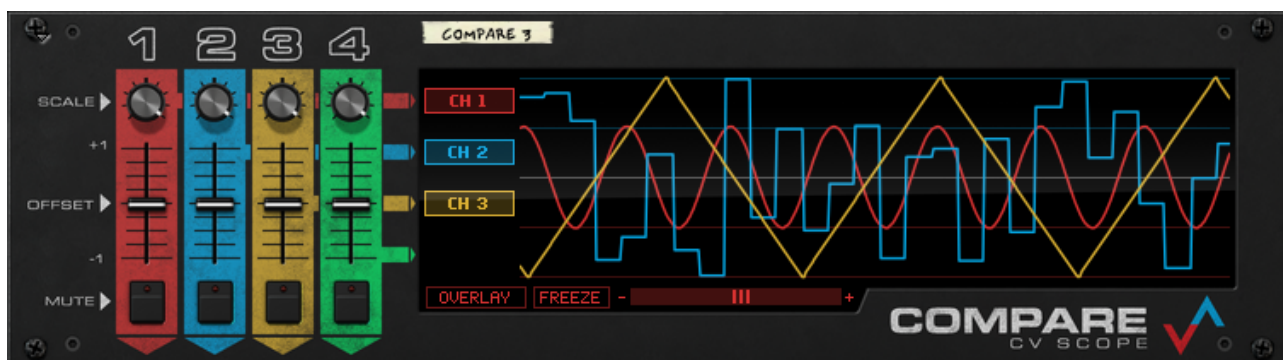 1 2 3 4
COMPARE 3
SCALE
CH 1
+1
CH 2
OFFSET
CH 3
-1
MUTE
OVERLAY FREEZE - +
COMPARE
CV SCOPE